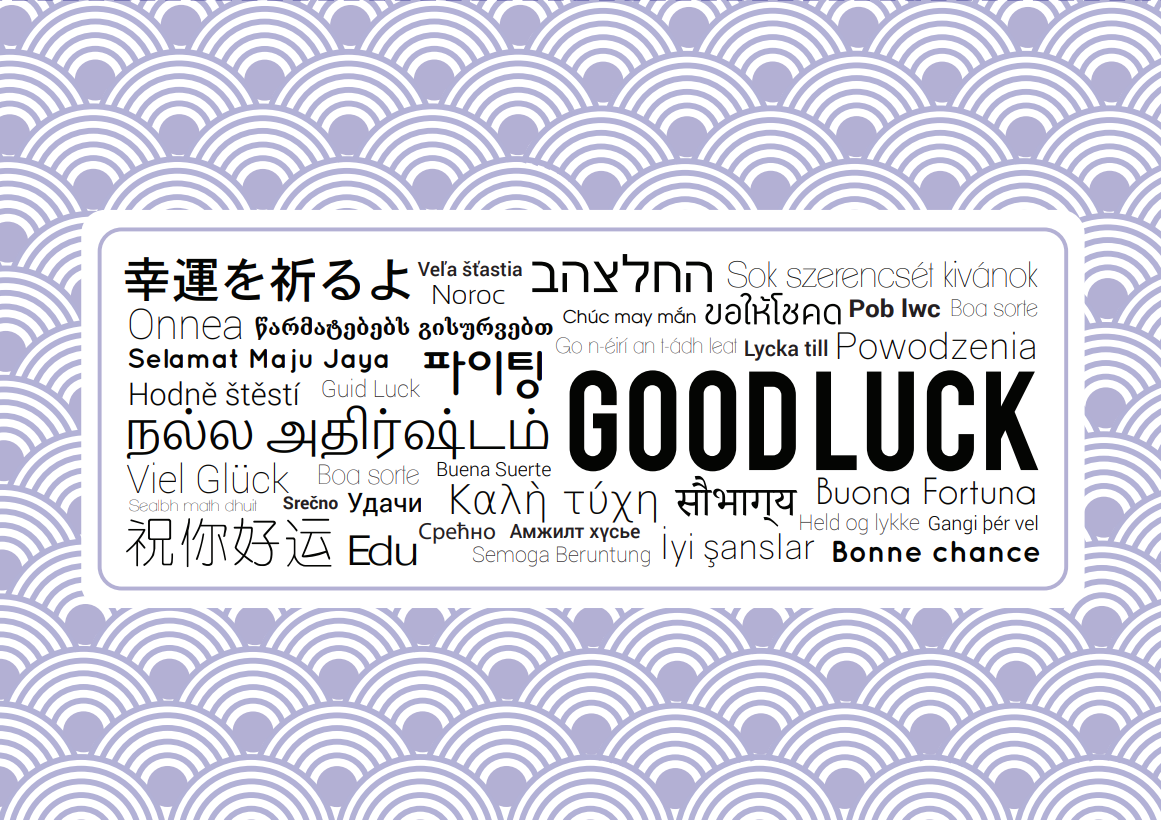 幸運を祈るよ
Veľa šťastia
Noroc
החלצהב
Sok szerencsét kívánok
Onnea
წარმატებებს გისურვებთ
Chúc may mắn
ขอให้โชคดี
Pob lwc
Boa sorte
Selamat Maju Jaya
파이팅
Go n-éirí an t-ádh leat
Lycka till
Powodzenia
Hodně štěstí
Guid Luck
GOOD LUCK
நல்ல அதிர்ஷ்டம்
Viel Glück
Boa sorte
Buena Suerte
Sealbh math dhuit
Srečno
Удачи
Καλὴ τύχη
सौभाग्य
Buona Fortuna
Held og lykke
Gangi þér vel
祝你好运
Edu
Срећно
Амжилт хүсье
Semoga Beruntung
İyi şanslar
Bonne chance